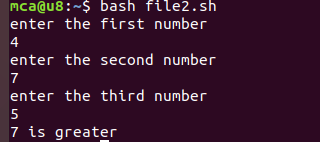 mca@u8:~$ bash file2.sh
enter the first number
4
enter the second number
7
enter the third number
5
7 is greater